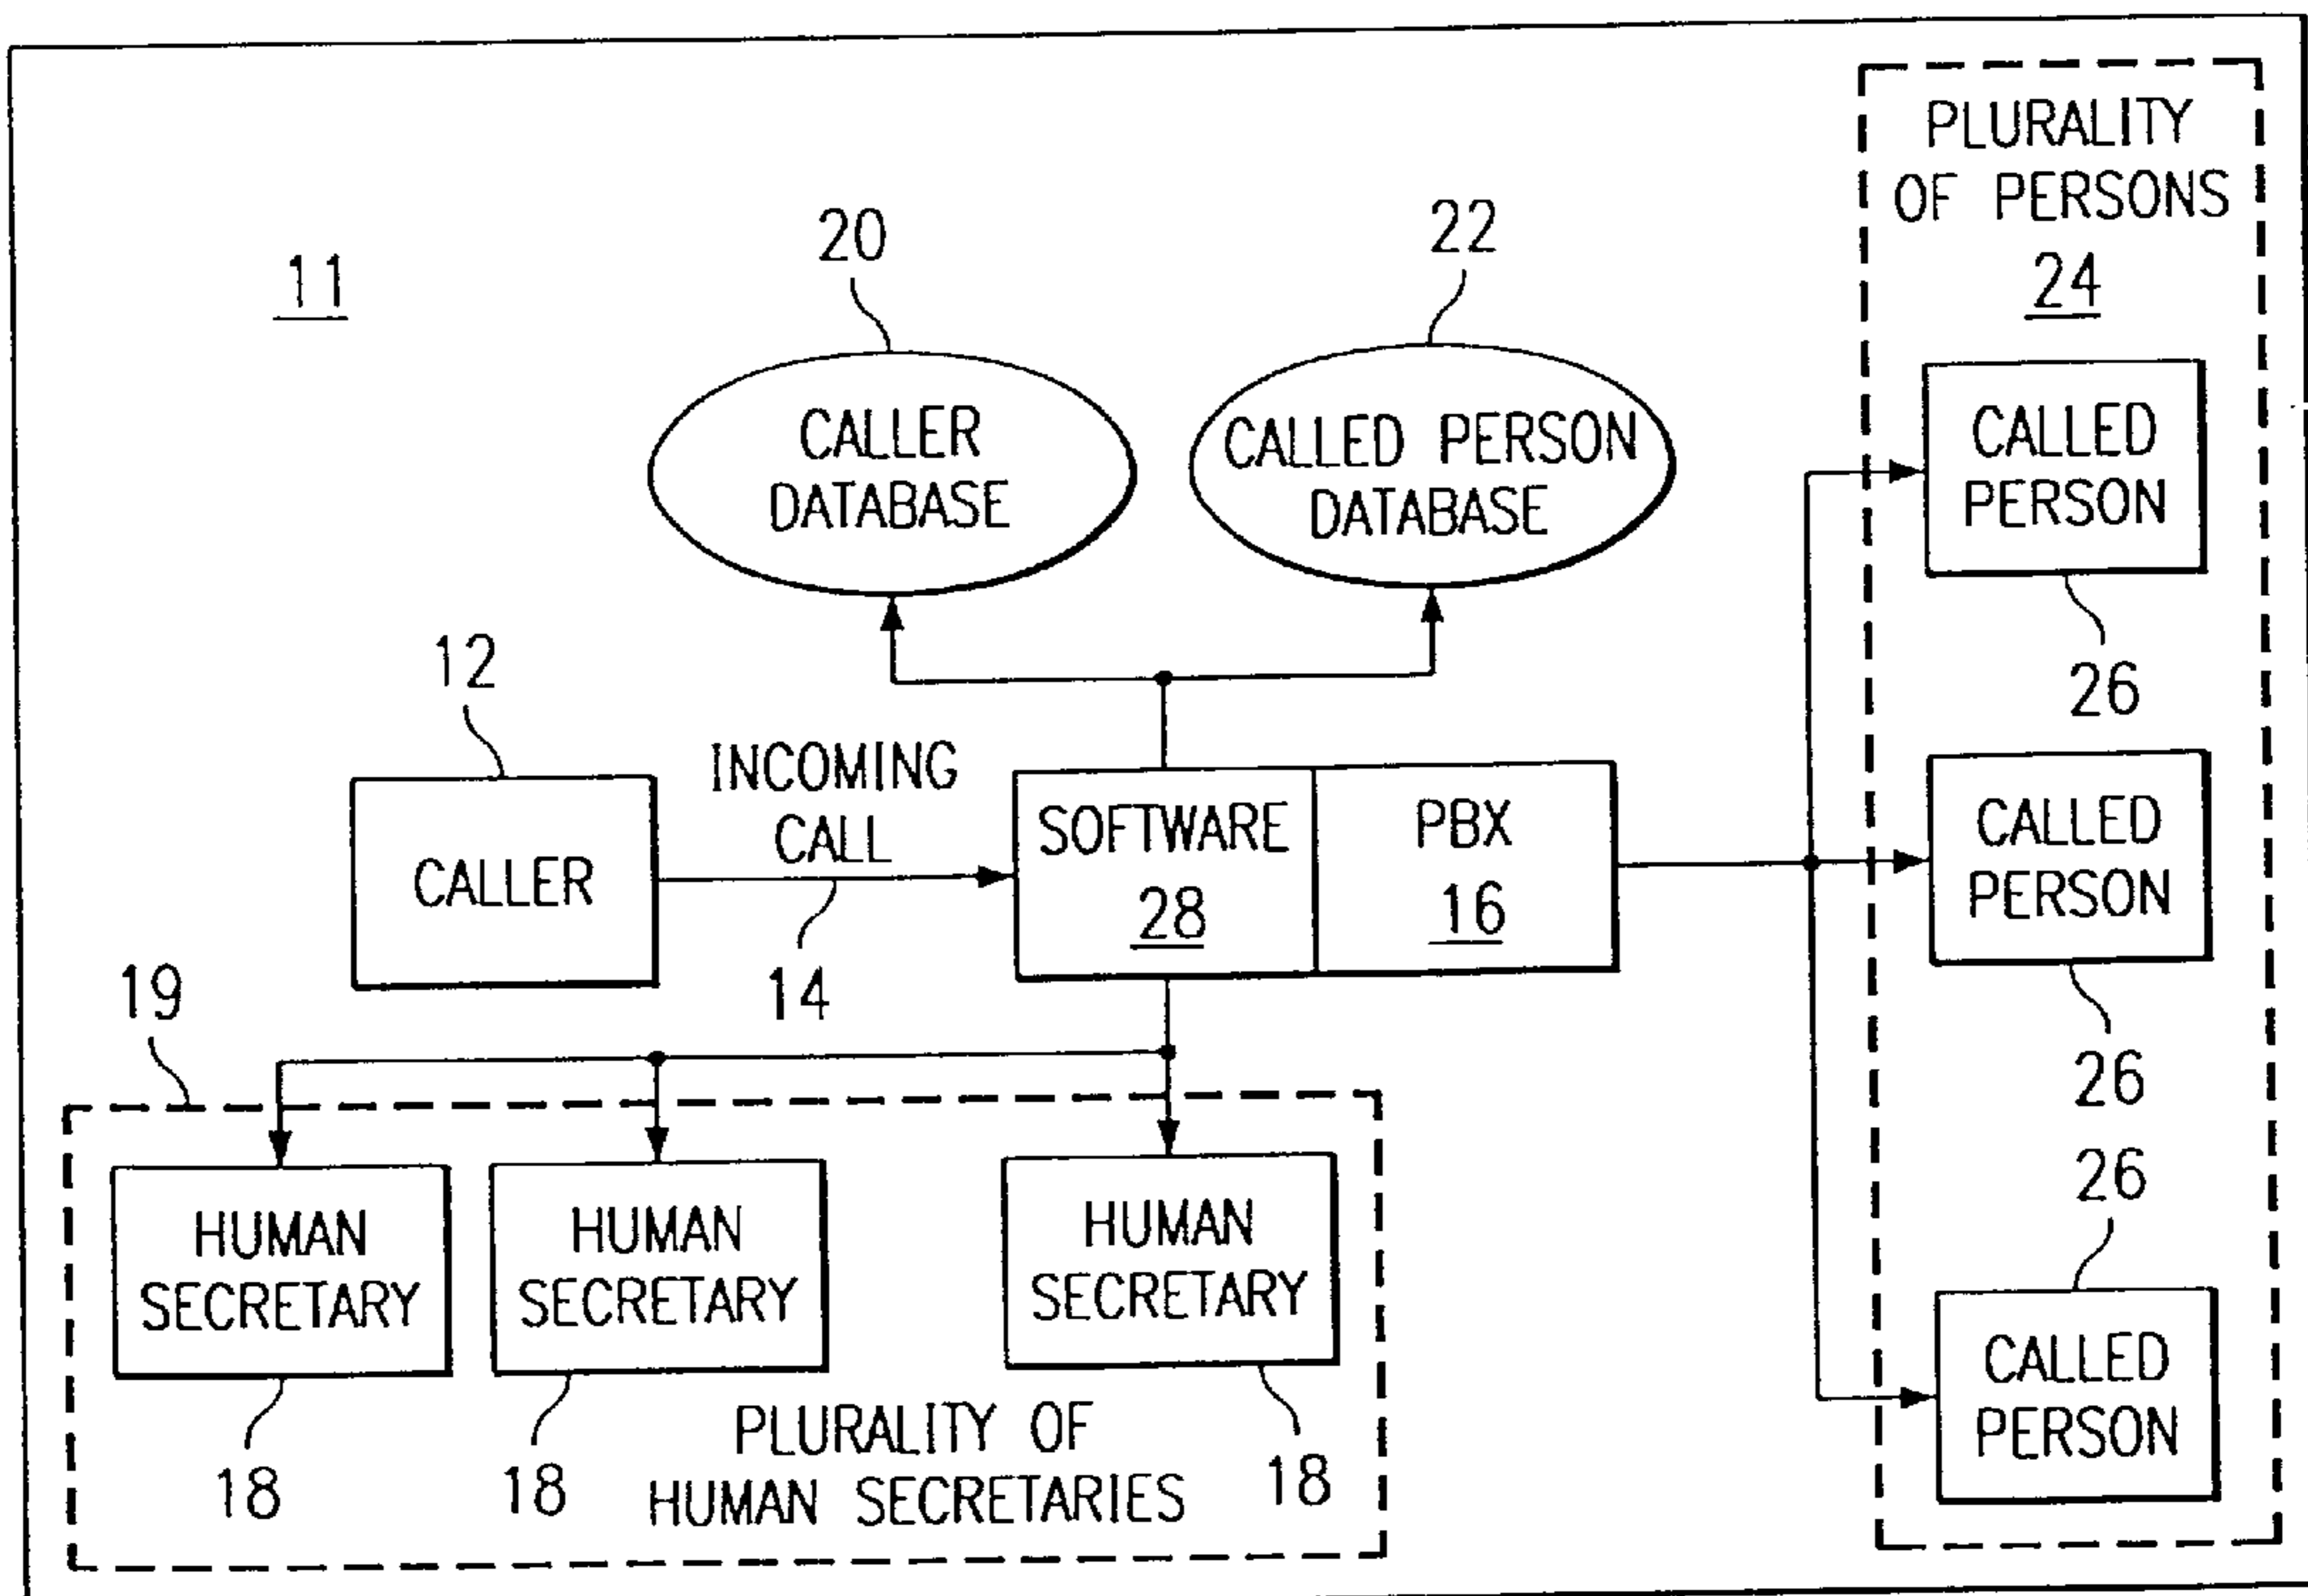 11
20
22
PLURALITY
OF PERSONS
24
CALLER
DATABASE
CALLED PERSON
DATABASE
CALLED
PERSON
26
12
INCOMING
CALL
CALLER
14
SOFTWARE
28
PBX
16
CALLED
PERSON
26
19
HUMAN
SECRETARY
18
HUMAN
SECRETARY
18
HUMAN
SECRETARY
18
PLURALITY OF
HUMAN SECRETARIES
26
CALLED
PERSON